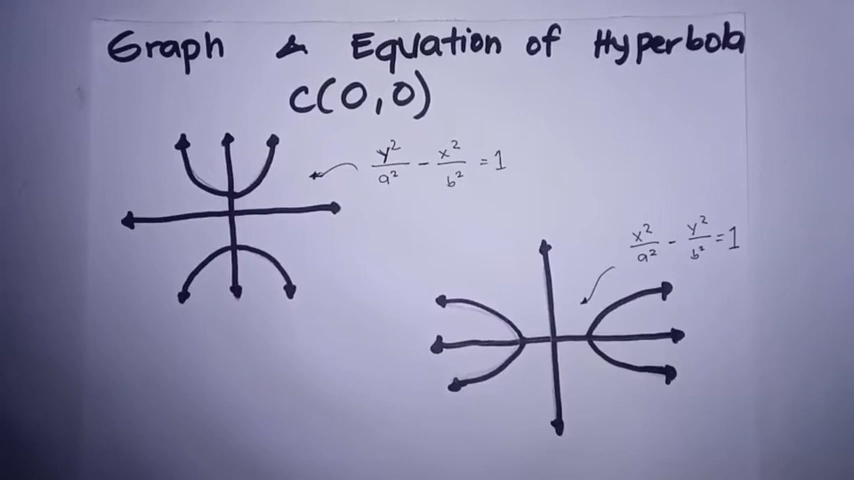 Graph & Equation of Hyperbola
C(0,0)
y²/a² - x²/b² = 1
x²/a² - y²/b² = 1